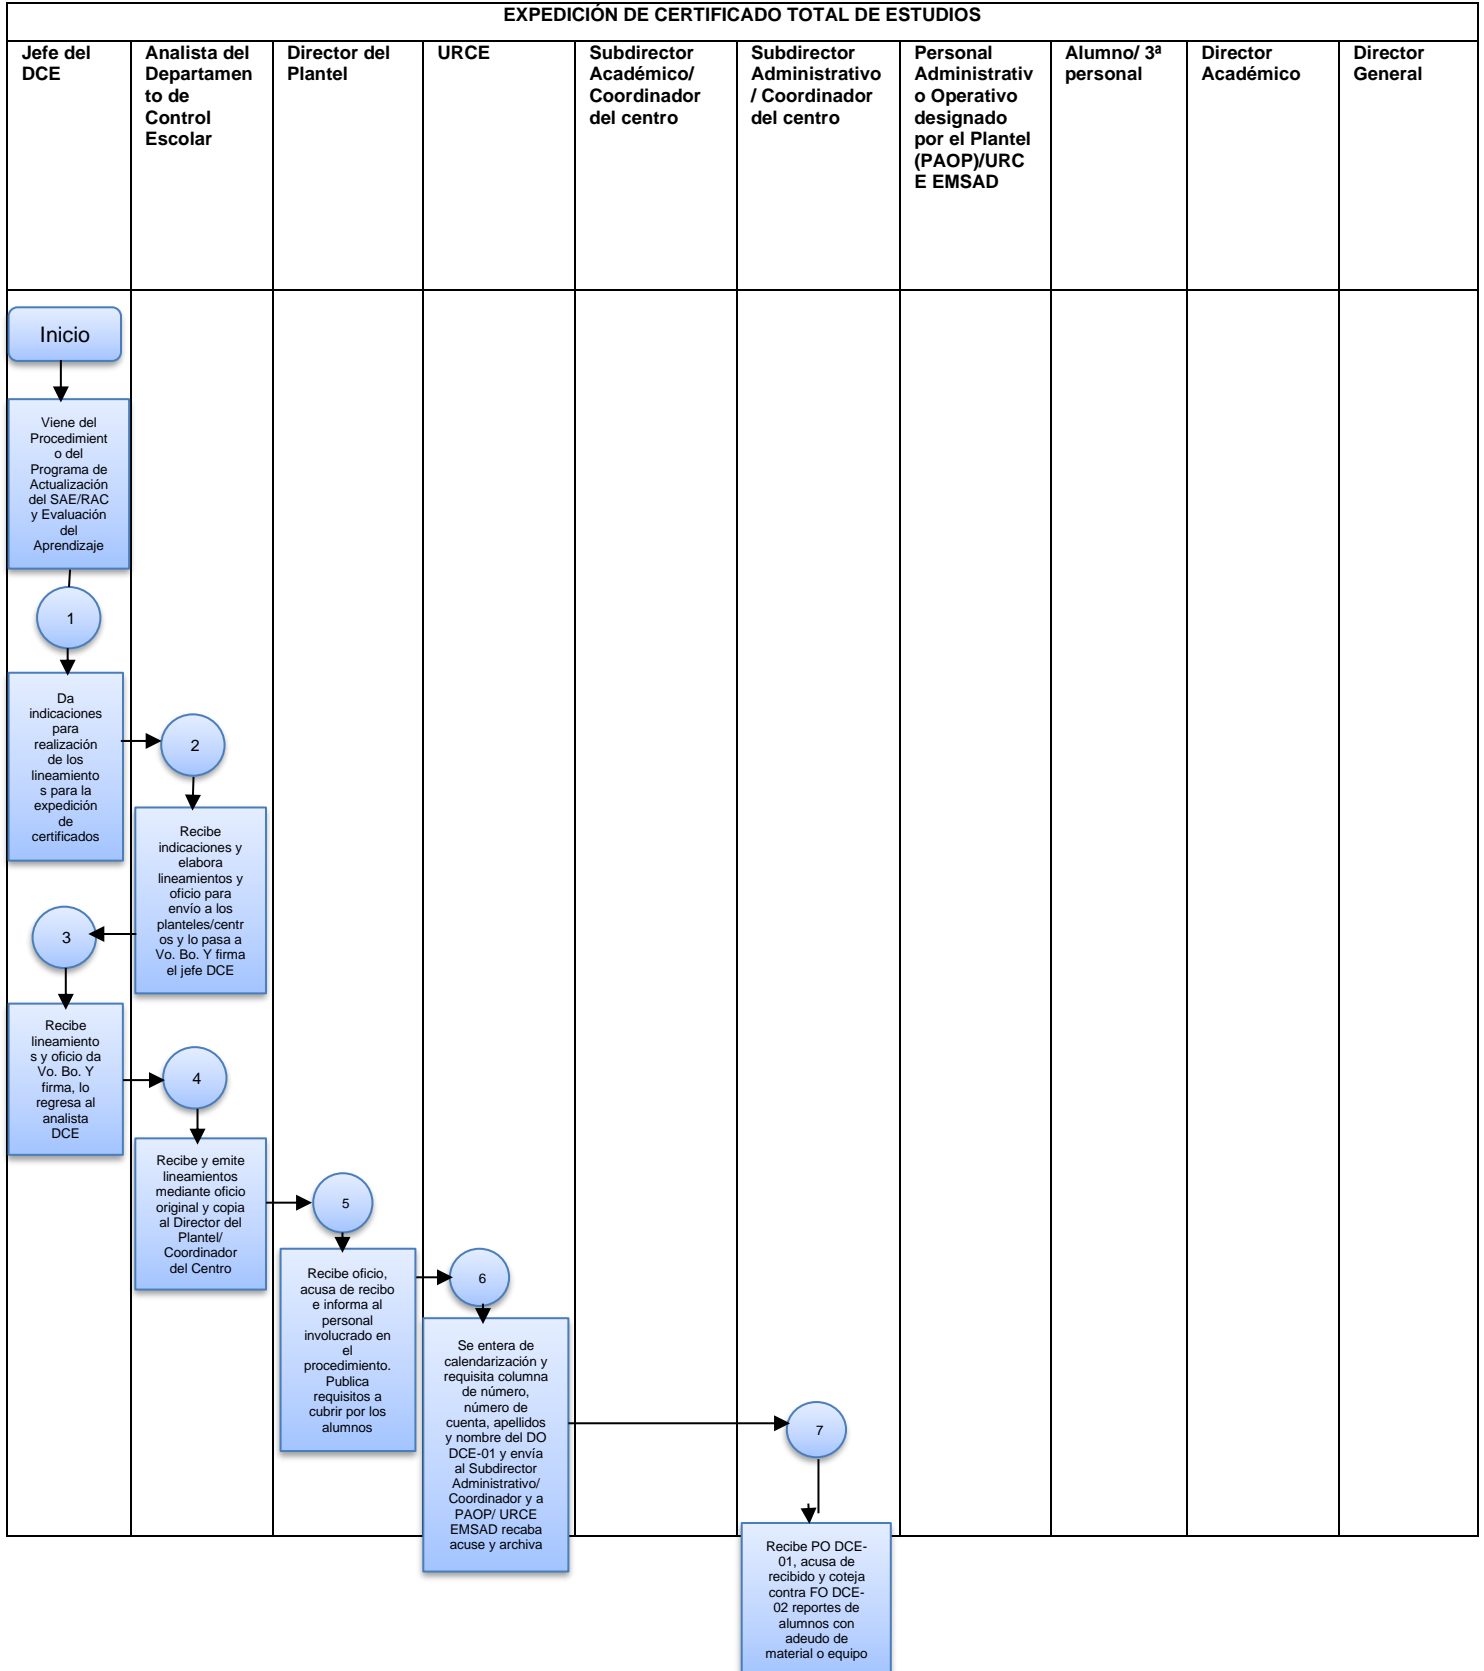 EXPEDICIÓN DE CERTIFICADO TOTAL DE ESTUDIOS
Jefe del
DCE
Analista del
Departamen
to de
Control
Escolar
Director del
Plantel
URCE
Subdirector
Académico/
Coordinador
del centro
Subdirector
Administrativo
/ Coordinador
del centro
Personal
Administrativ
o Operativo
designado
por el Plantel
(PAOP)/URC
E EMSAD
Alumno/ 3ª
personal
Director
Académico
Director
General
Inicio
Viene del
Procedimient
o del
Programa de
Actualización
del SAE/RAC
y Evaluación
del
Aprendizaje
1
Da
indicaciones
para
realización
de los
lineamiento
s para la
expedición
de
certificados
2
Recibe
indicaciones y
elabora
lineamientos y
oficio para
envío a los
planteles/centr
os y lo pasa a
Vo. Bo. Y firma
el jefe DCE
3
Recibe
lineamiento
s y oficio da
Vo. Bo. Y
firma, lo
regresa al
analista
DCE
4
Recibe y emite
lineamientos
mediante oficio
original y copia
al Director del
Plantel/
Coordinador
del Centro
5
Recibe oficio,
acusa de recibo
e informa al
personal
involucrado en
el
procedimiento.
Publica
requisitos a
cubrir por los
alumnos
6
Se entera de
calendarización y
requisita columna
de número,
número de
cuenta, apellidos
y nombre del DO
DCE-01 y envía
al Subdirector
Administrativo/
Coordinador y a
PAOP/ URCE
EMSAD recaba
acuse y archiva
7
Recibe PO DCE-
01, acusa de
recibido y coteja
contra FO DCE-
02 reportes de
alumnos con
adeudo de
material o equipo